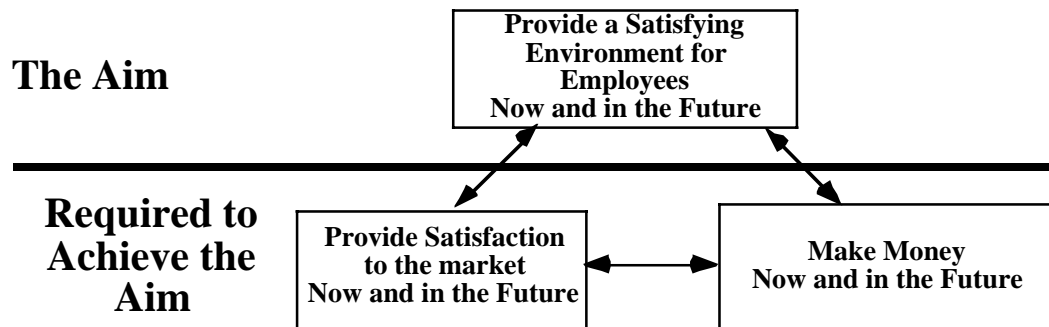 Provide a Satisfying
Environment for
Employees
Now and in the Future
The Aim
Required to
Achieve the
Aim
Provide Satisfaction
to the market
Now and in the Future
Make Money
Now and in the Future